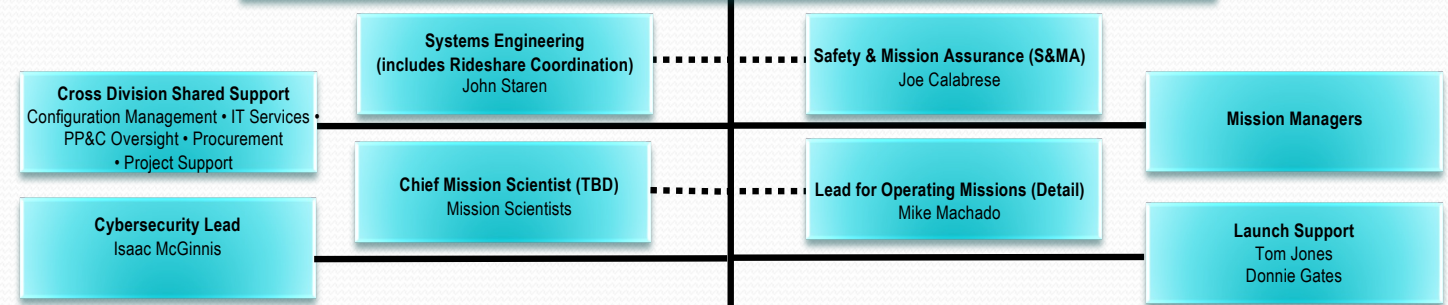 Systems Engineering
(includes Rideshare Coordination)
John Staren
Safety & Mission Assurance (S&MA)
Joe Calabrese
Cross Division Shared Support
Configuration Management • IT Services •
PP&C Oversight • Procurement
• Project Support
Mission Managers
Chief Mission Scientist (TBD)
Mission Scientists
Lead for Operating Missions (Detail)
Mike Machado
Cybersecurity Lead
Isaac McGinnis
Launch Support
Tom Jones
Donnie Gates